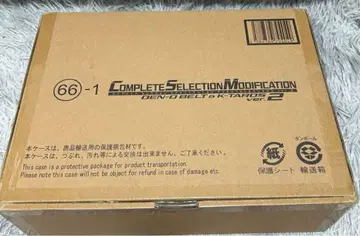 66-1
COMPLETE SELECTION MODIFICATION
DEN-O BELT & K-TAROS ver.2
本ケースは、商品輸送用の保護梱包材です。
本ケースに、つぶれ、汚れ等による交換は出来ません。ご了承ください。
This case is a protective package for product transportation.
Please note this case will not be object for refund in case of damage etc.
紙
保護シート
ダンボール
輸送箱